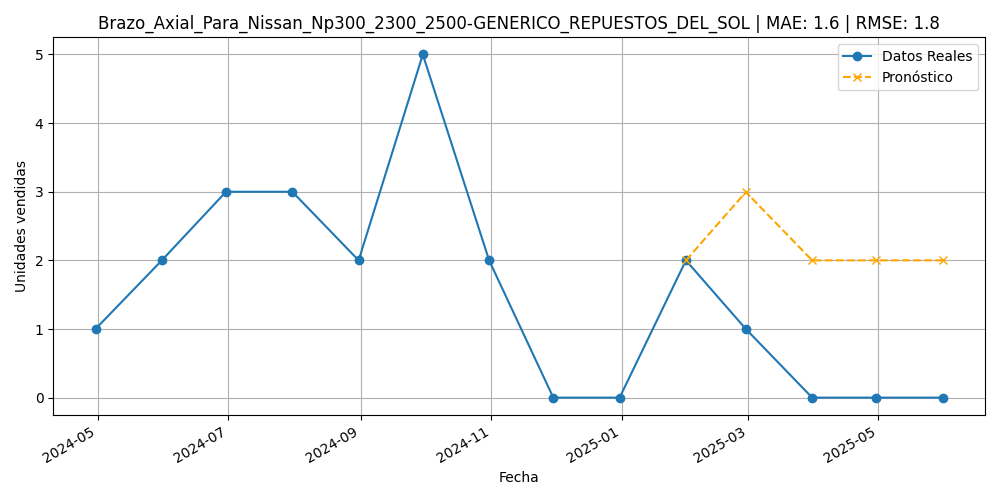 Brazo_Axial_Para_Nissan_Np300_2300_2500-GENERICO_REPUESTOS_DEL_SOL | MAE: 1.6 | RMSE: 1.8
Datos Reales
Pronóstico
Unidades vendidas
5
4
3
2
1
0
2024-05
2024-07
2024-09
2024-11
2025-01
2025-03
2025-05
Fecha